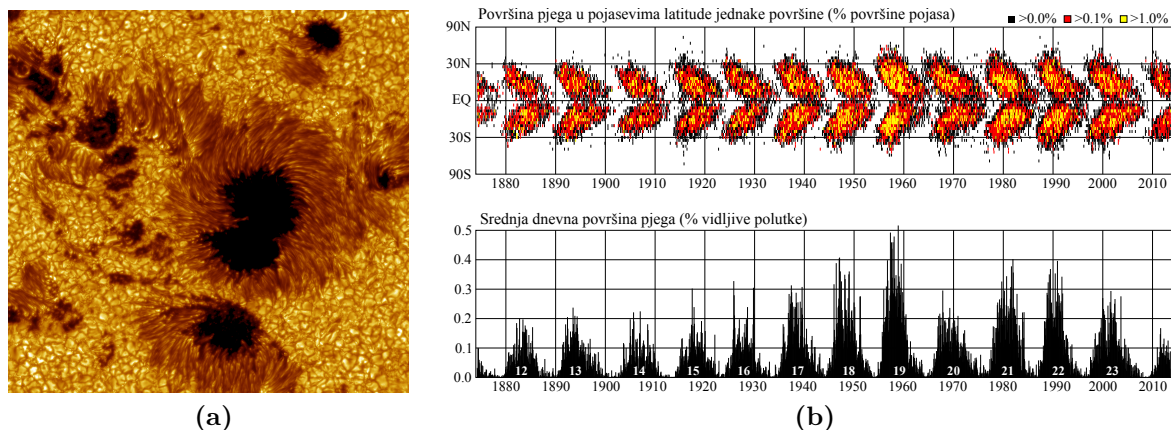 Površina pjega u pojasevima latitude jednake površine (% površine pojasa)
>0.0% >0.1% >1.0%
90N
30N
EQ
30S
90S
1880 1890 1900 1910 1920 1930 1940 1950 1960 1970 1980 1990 2000 2010
Srednja dnevna površina pjega (% vidljive polutke)
0.5
0.4
0.3
0.2
0.1
0.0
12 13 14 15 16 17 18 19 20 21 22 23
1880 1890 1900 1910 1920 1930 1940 1950 1960 1970 1980 1990 2000 2010
(a) (b)